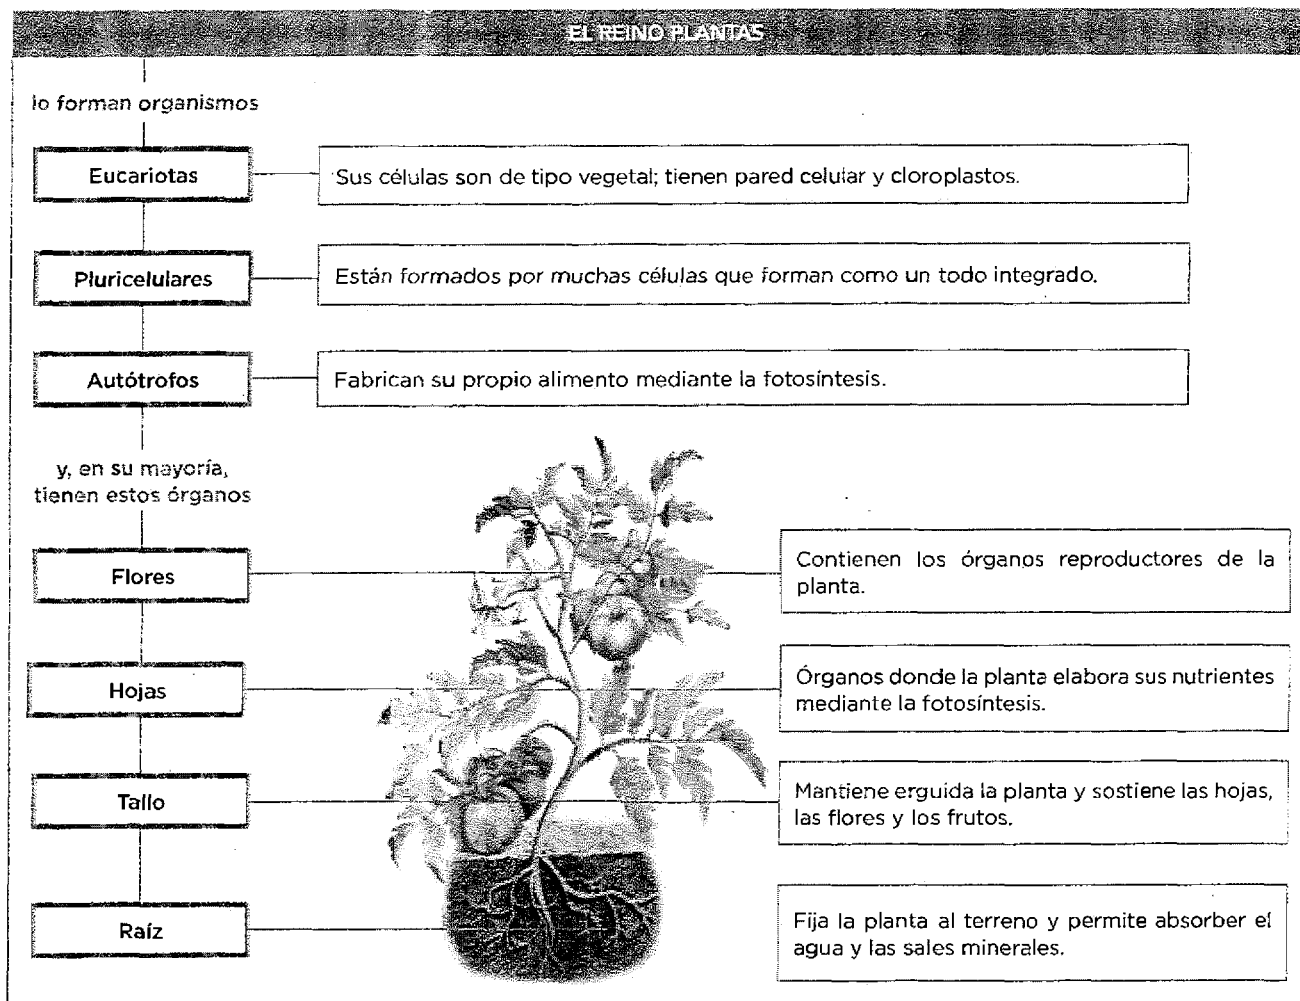 EL REINO PLANTAS
lo forman organismos
Eucariotas
Sus células son de tipo vegetal; tienen pared celular y cloroplastos.
Pluricelulares
Están formados por muchas células que forman como un todo integrado.
Autótrofos
Fabrican su propio alimento mediante la fotosíntesis.
y, en su mayoría,
tienen estos órganos
Flores
Contienen los órganos reproductores de la
planta.
Hojas
Órganos donde la planta elabora sus nutrientes
mediante la fotosíntesis.
Tallo
Mantiene erguida la planta y sostiene las hojas,
las flores y los frutos.
Raíz
Fija la planta al terreno y permite absorber el
agua y las sales minerales.